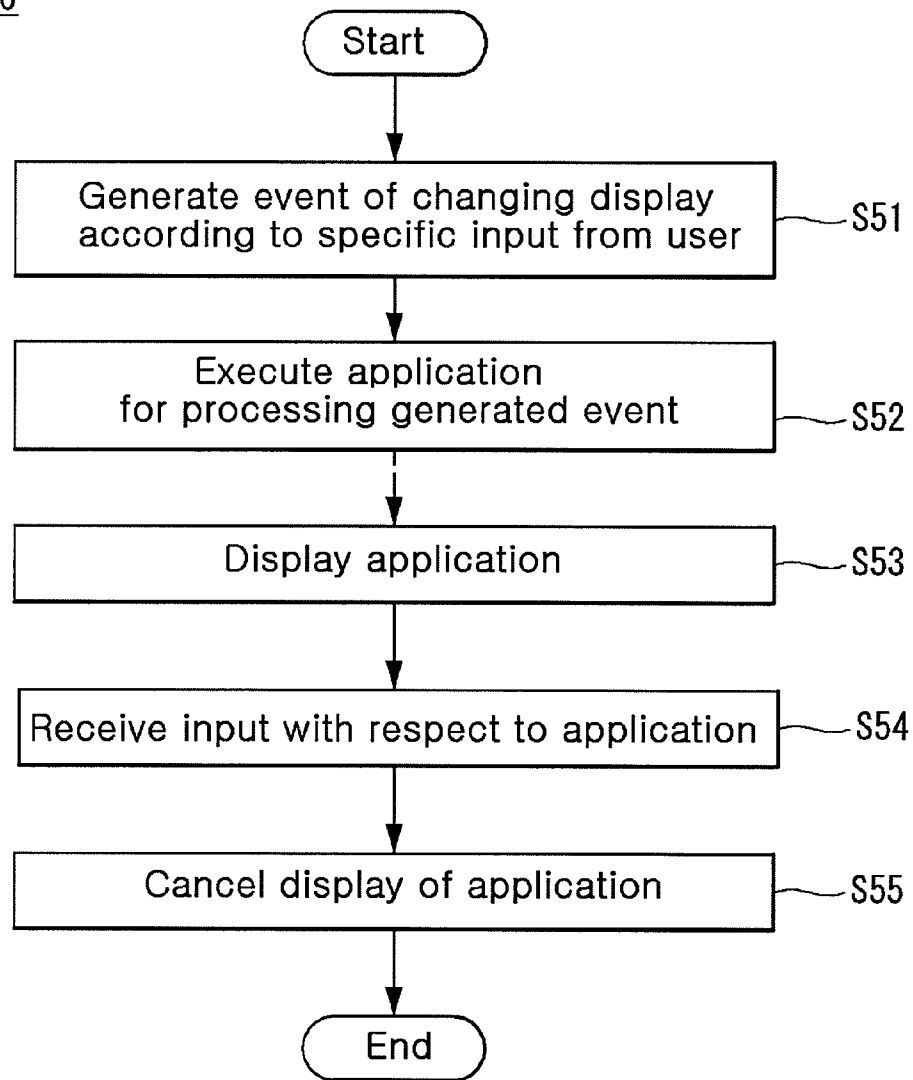 Start
Generate event of changing display
according to specific input from user
S51
Execute application
for processing generated event
S52
Display application
S53
Receive input with respect to application
S54
Cancel display of application
S55
End